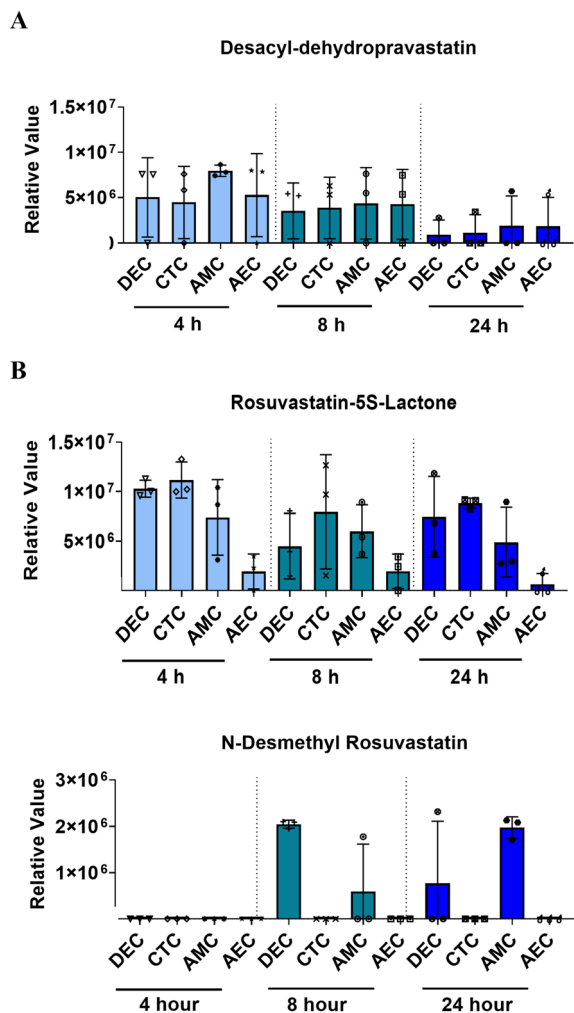 A
Desacyl-dehydropravastatin
Relative Value
1.5×10⁷
1×10⁷
5×10⁶
DEC CTC AMC AEC DEC CTC AMC AEC DEC CTC AMC AEC
4 h 8 h 24 h
B
Rosuvastatin-5S-Lactone
Relative Value
1.5×10⁷
1×10⁷
5×10⁶
DEC CTC AMC AEC DEC CTC AMC AEC DEC CTC AMC AEC
4 h 8 h 24 h
N-Desmethyl Rosuvastatin
Relative Value
3×10⁶
2×10⁶
1×10⁶
DEC CTC AMC AEC DEC CTC AMC AEC DEC CTC AMC AEC
4 hour 8 hour 24 hour